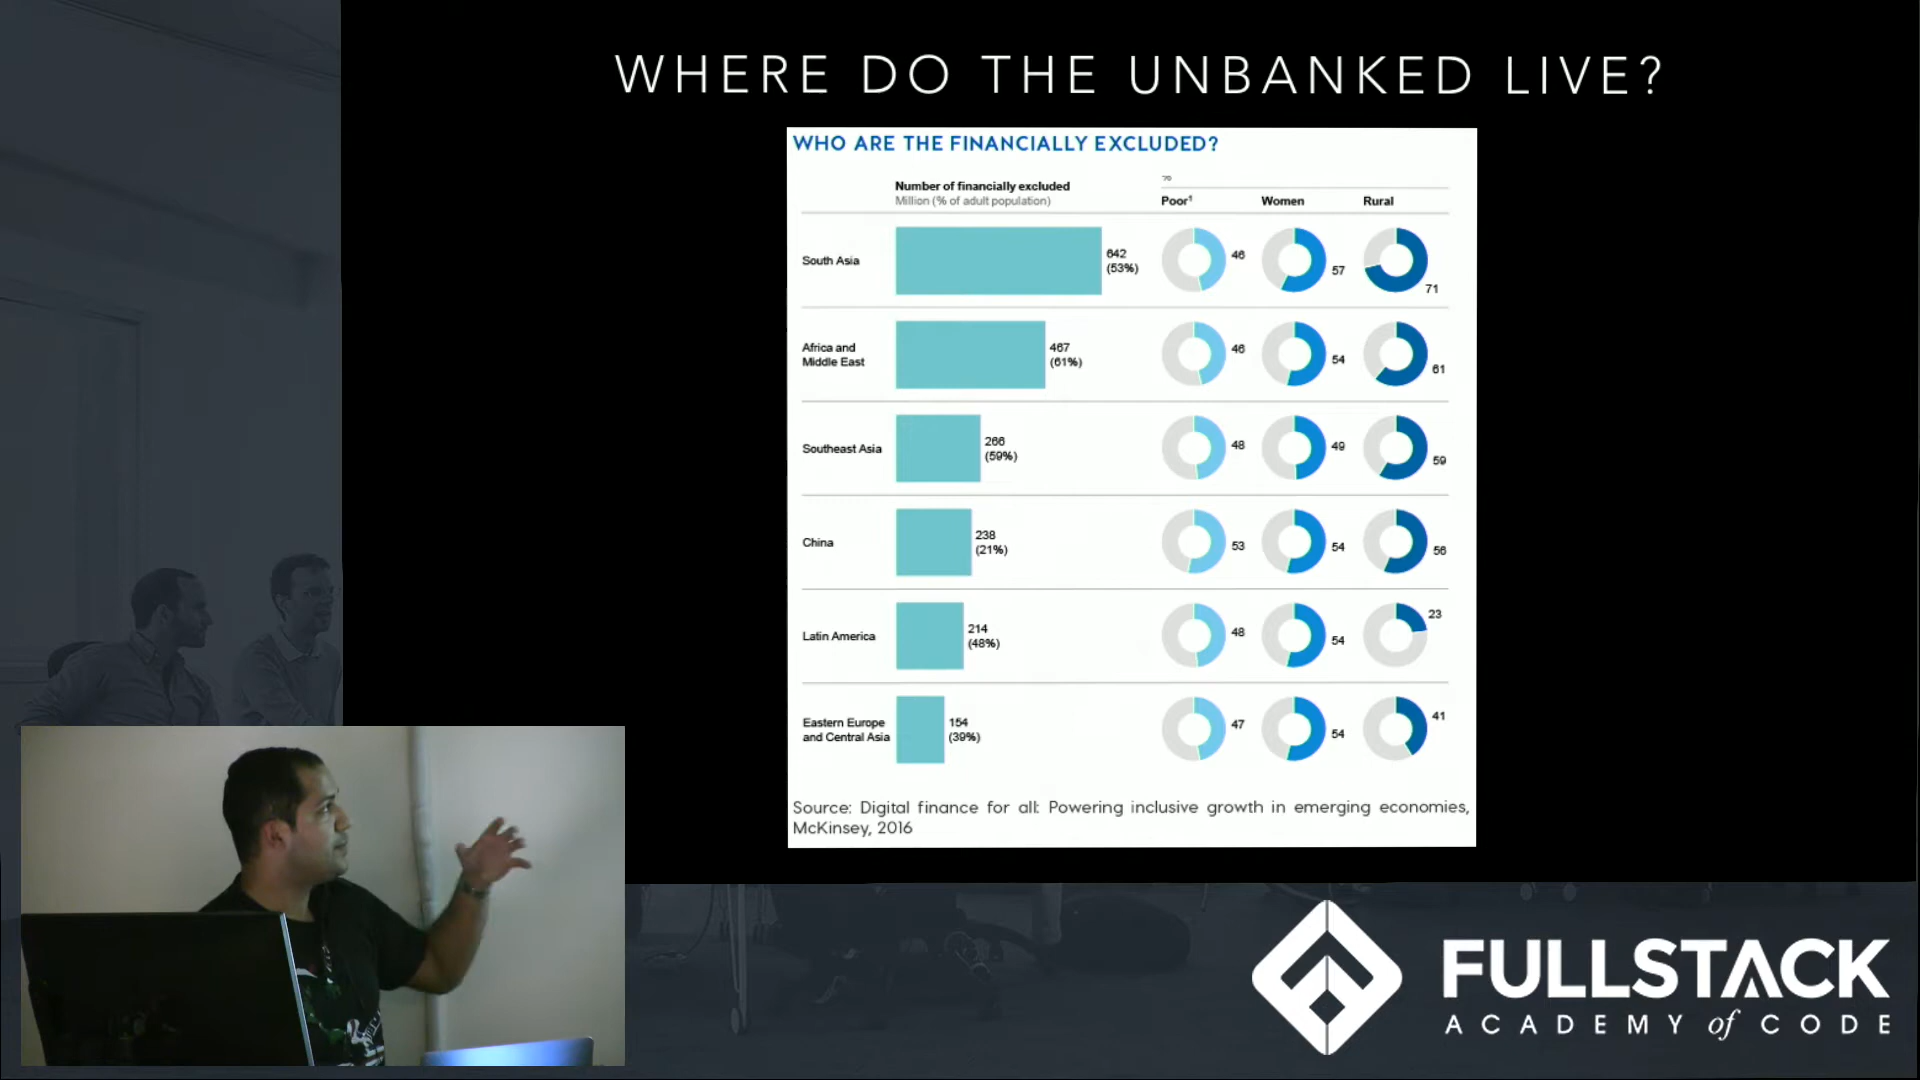 WHERE DO THE UNBANKED LIVE?
WHO ARE THE FINANCIALLY EXCLUDED?
Number of financially excluded
Million (% of adult population)
%
Poor¹ Women Rural
South Asia
642
(53%)
46
57
71
Africa and
Middle East
467
(61%)
46
54
61
Southeast Asia
266
(59%)
48
49
59
China
238
(21%)
53
54
56
Latin America
214
(48%)
48
54
23
Eastern Europe
and Central Asia
154
(39%)
47
54
41
Source: Digital finance for all: Powering inclusive growth in emerging economies,
McKinsey, 2016
FULLSTACK
ACADEMY of CODE